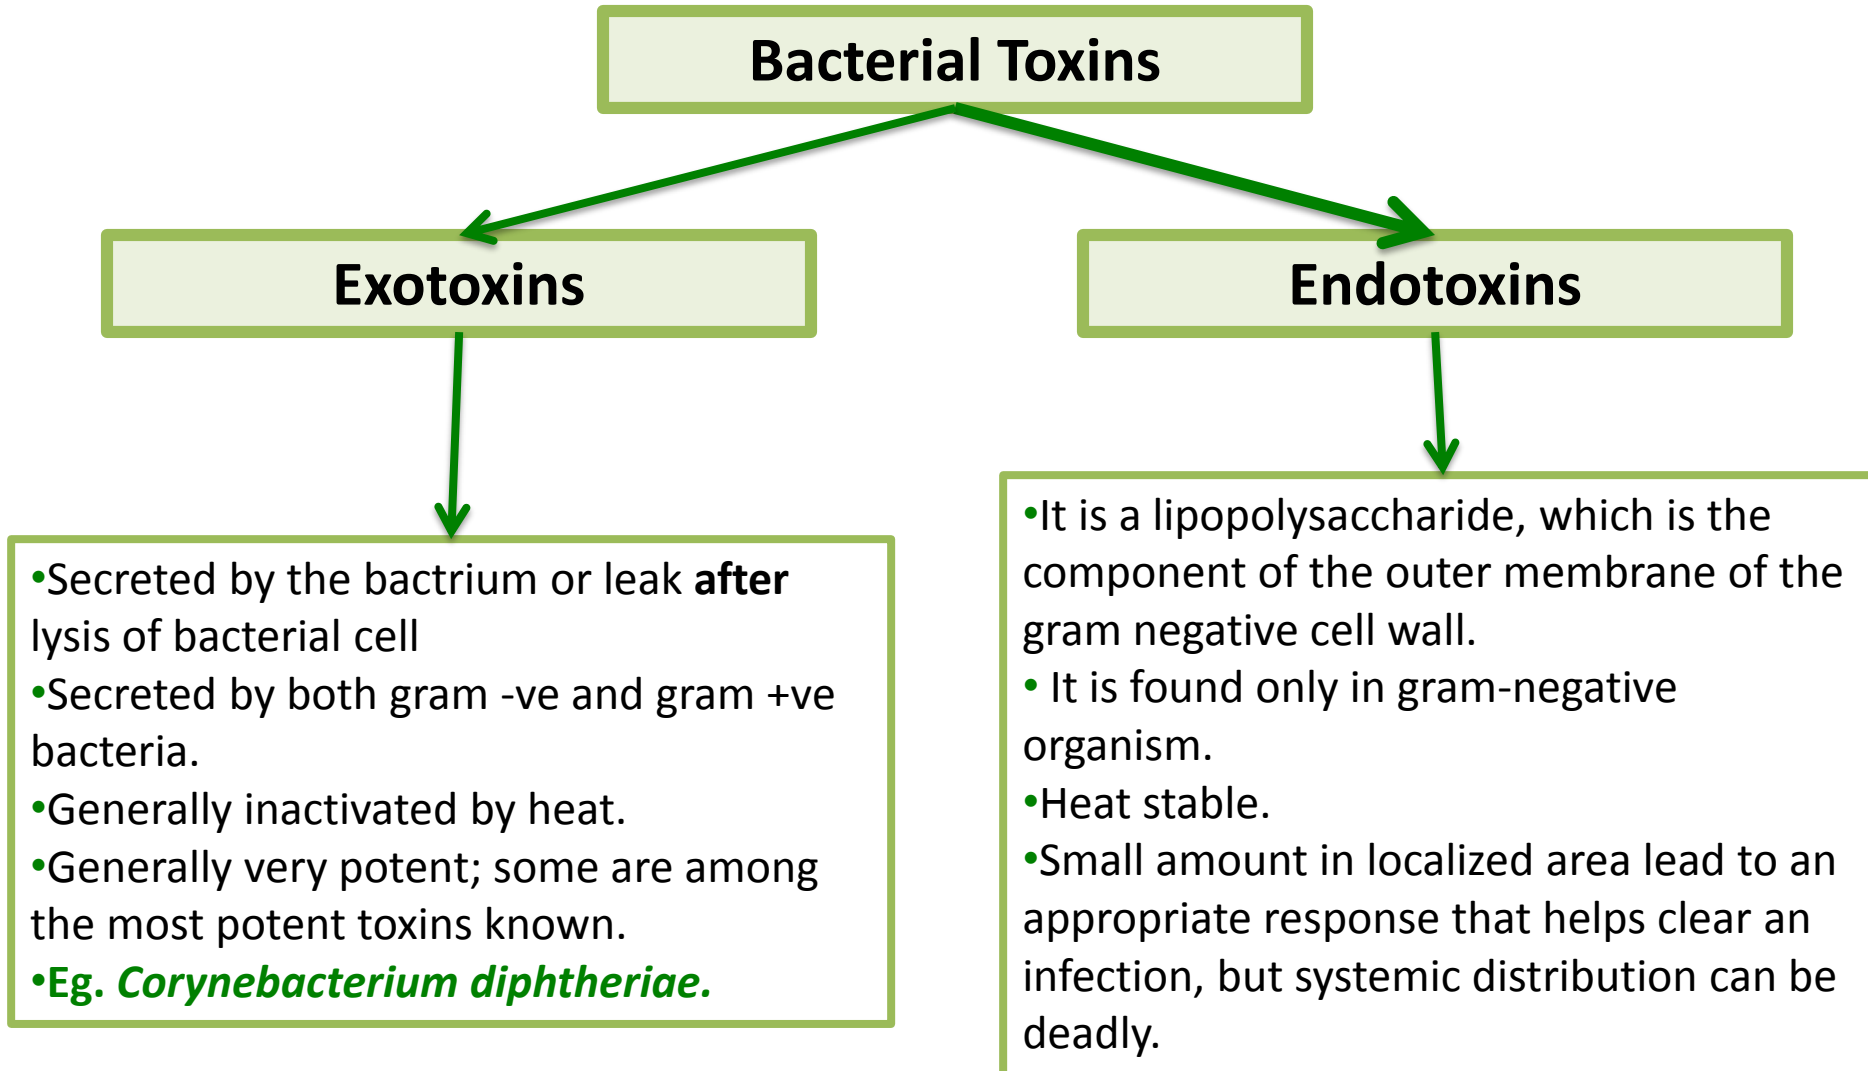 Bacterial Toxins
Exotoxins
Endotoxins
•Secreted by the bactrium or leak after
lysis of bacterial cell
•Secreted by both gram -ve and gram +ve
bacteria.
•Generally inactivated by heat.
•Generally very potent; some are among
the most potent toxins known.
•Eg. Corynebacterium diphtheriae.
•It is a lipopolysaccharide, which is the
component of the outer membrane of the
gram negative cell wall.
• It is found only in gram-negative
organism.
•Heat stable.
•Small amount in localized area lead to an
appropriate response that helps clear an
infection, but systemic distribution can be
deadly.